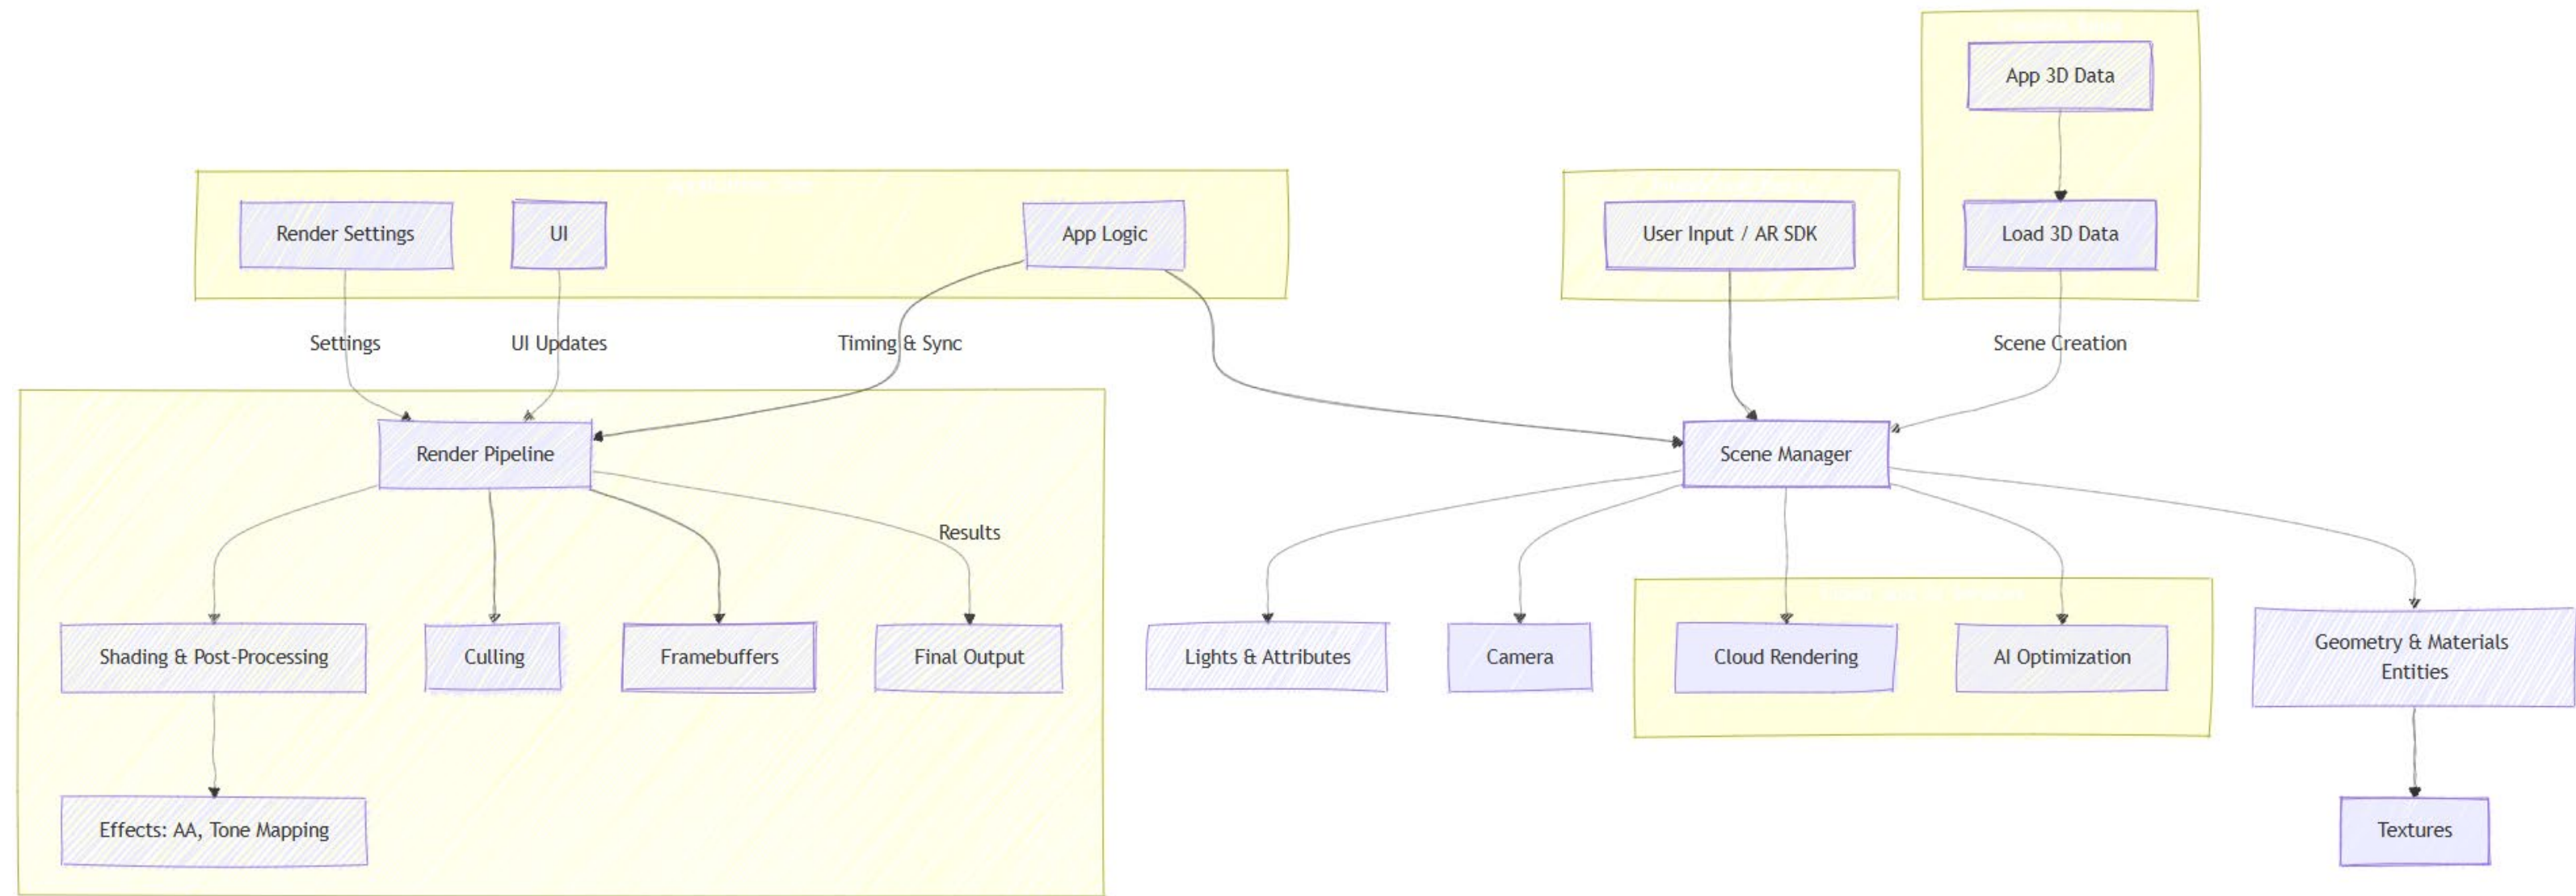 App 3D Data
Render Settings
UI
App Logic
User Input / AR SDK
Load 3D Data
Settings
UI Updates
Timing & Sync
Scene Creation
Render Pipeline
Scene Manager
Results
Shading & Post-Processing
Culling
Framebuffers
Final Output
Lights & Attributes
Camera
Cloud Rendering
AI Optimization
Geometry & Materials
Entities
Effects: AA, Tone Mapping
Textures